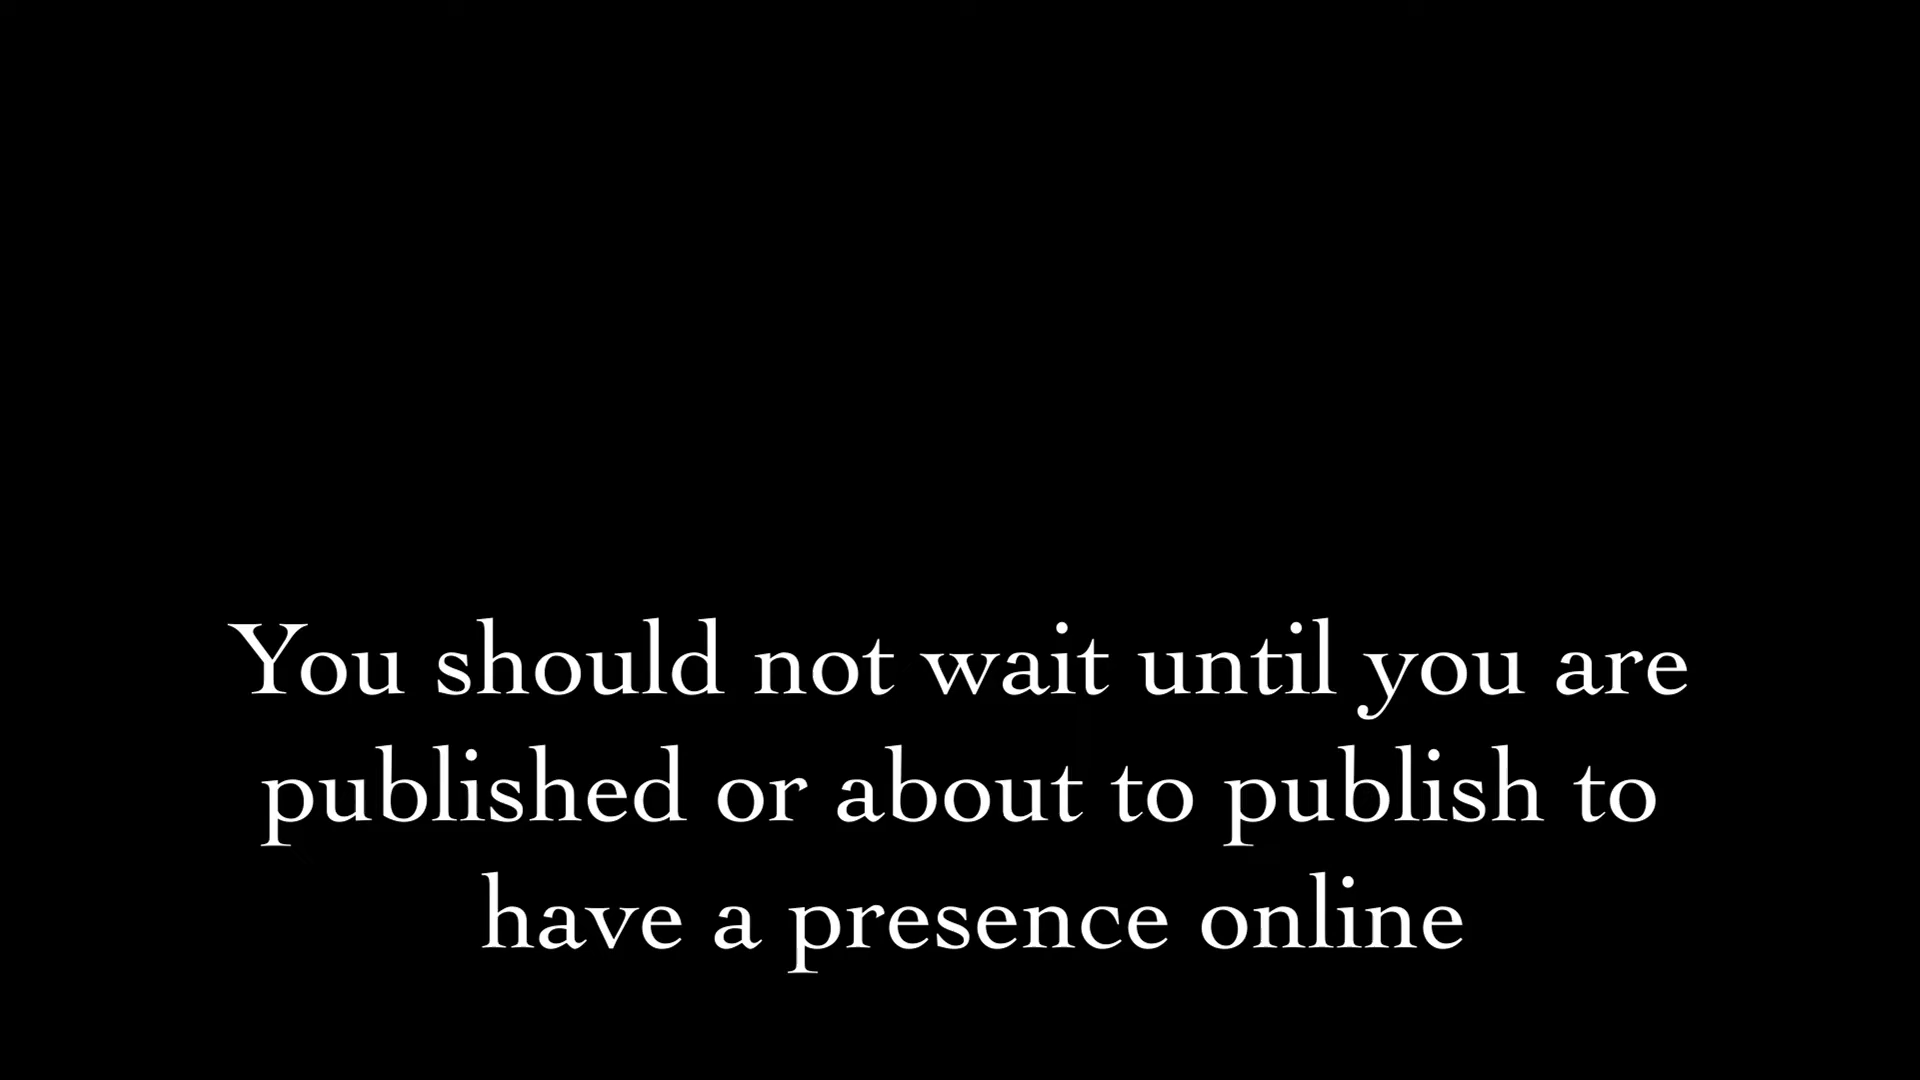 You should not wait until you are
published or about to publish to
have a presence online